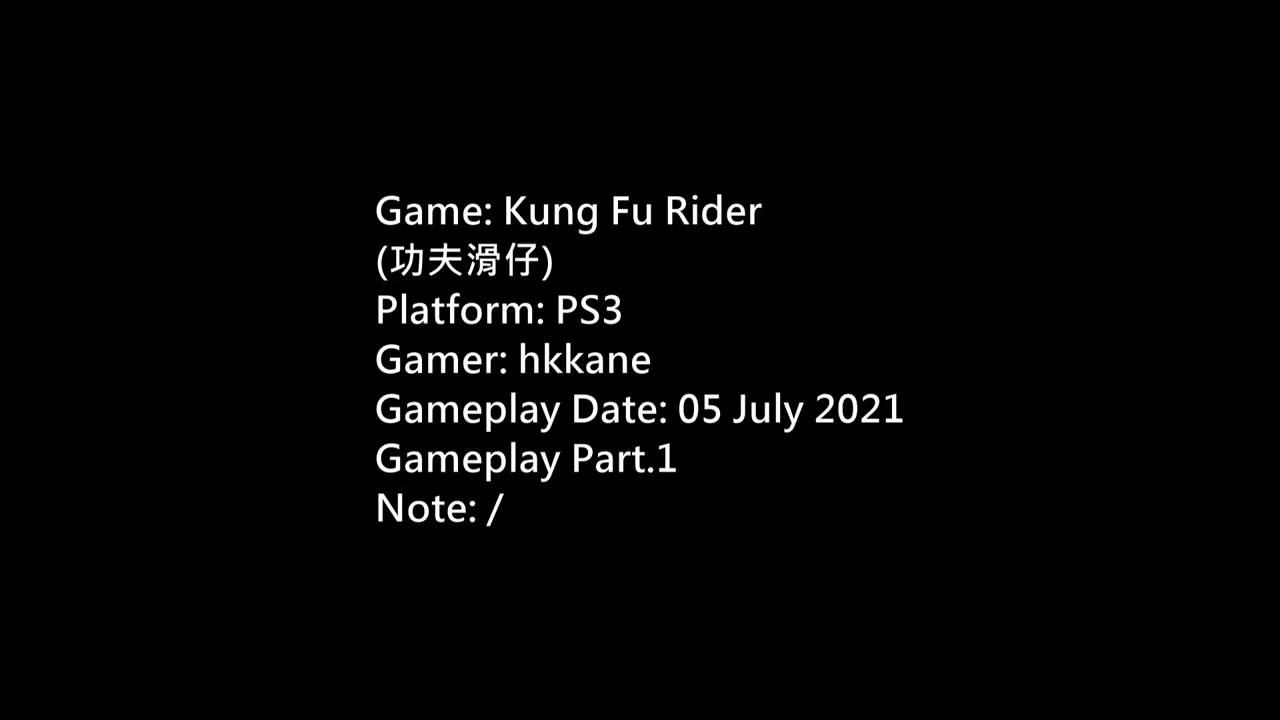 Game: Kung Fu Rider
(功夫滑仔)
Platform: PS3
Gamer: hkkane
Gameplay Date: 05 July 2021
Gameplay Part.1
Note: /